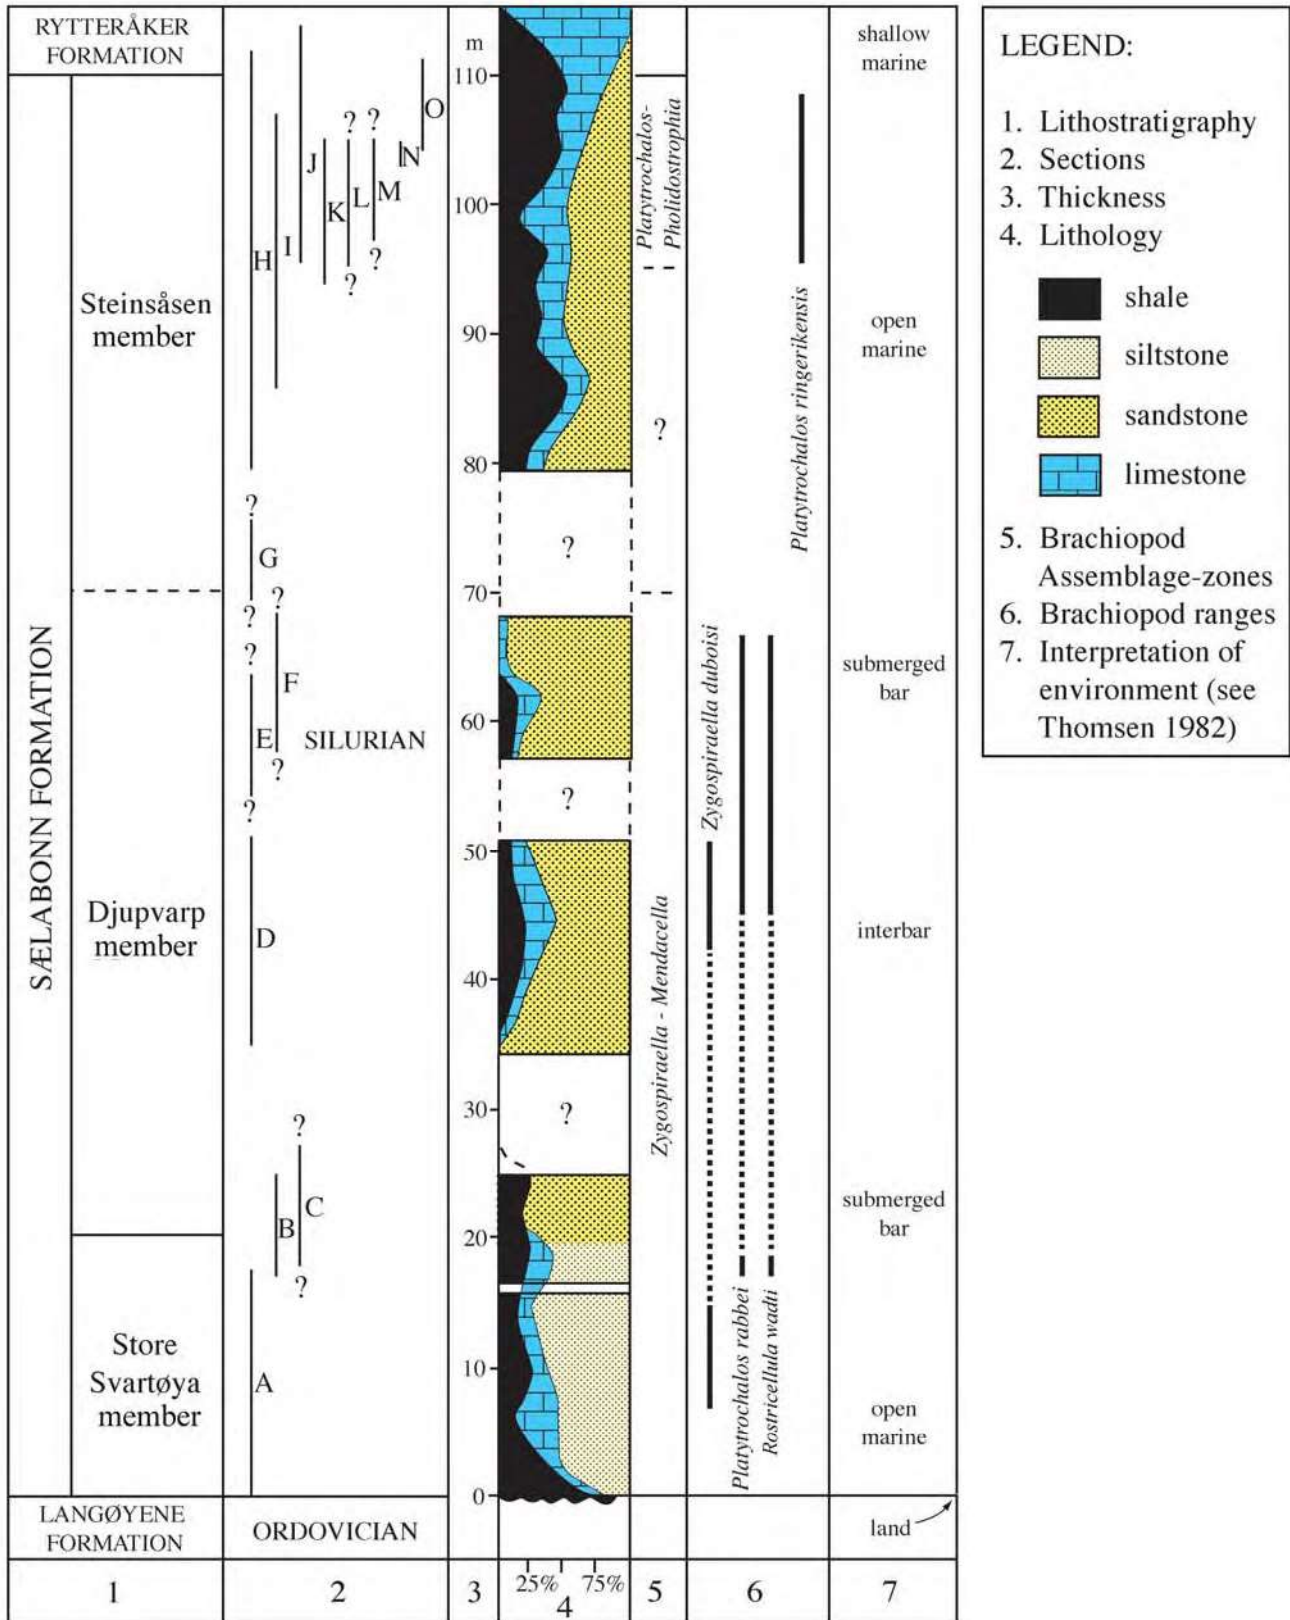 RYTTERÅKER
FORMATION
SÆLABONN FORMATION
Steinsåsen
member
Djupvarp
member
Store
Svartøya
member
LANGØYENE
FORMATION
1
?
?
O
J
N
M
L
K
I
H
?
?
?
G
?
?
?
F
E
SILURIAN
?
?
D
?
C
B
?
A
ORDOVICIAN
2
m
110
100
90
80
70
60
50
40
30
20
10
0
3
?
?
?
25%
75%
4
Platytrochalos-
Pholidostrophia
?
Zygospiraella - Mendacella
5
Platytrochalos ringerikensis
Zygospiraella duboisi
Platytrochalos rabbei
Rostricellula wadti
6
shallow
marine
open
marine
submerged
bar
interbar
submerged
bar
open
marine
land
7
LEGEND:
1. Lithostratigraphy
2. Sections
3. Thickness
4. Lithology
shale
siltstone
sandstone
limestone
5. Brachiopod
Assemblage-zones
6. Brachiopod ranges
7. Interpretation of
environment (see
Thomsen 1982)